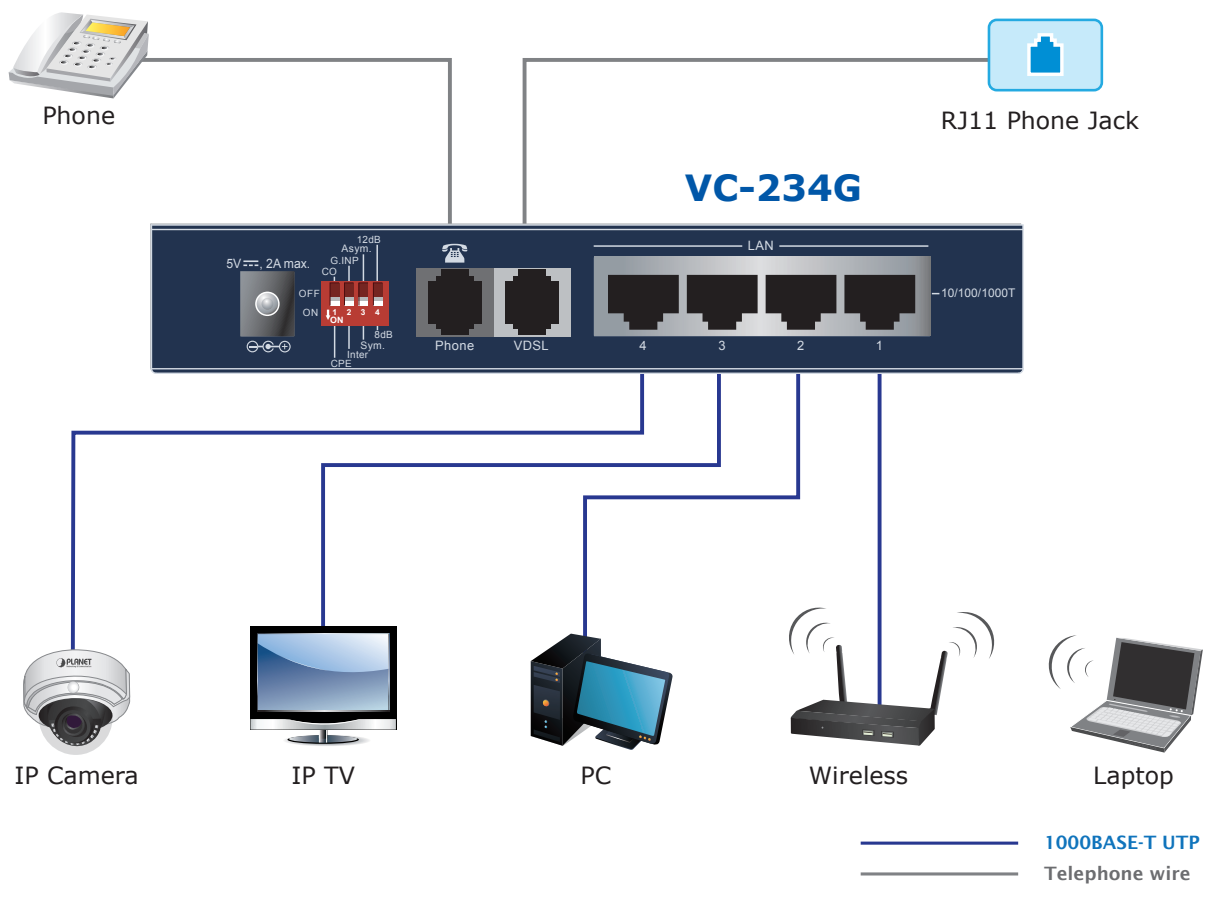 Phone
RJ11 Phone Jack
VC-234G
5V, 2A max.
12dB
Asym.
G.INP
CO
OFF
ON
1 2 3 4
ON
8dB
Sym.
Inter
CPE
Phone
VDSL
LAN
10/100/1000T
4 3 2 1
PLANET
IP Camera
IP TV
PC
Wireless
Laptop
1000BASE-T UTP
Telephone wire